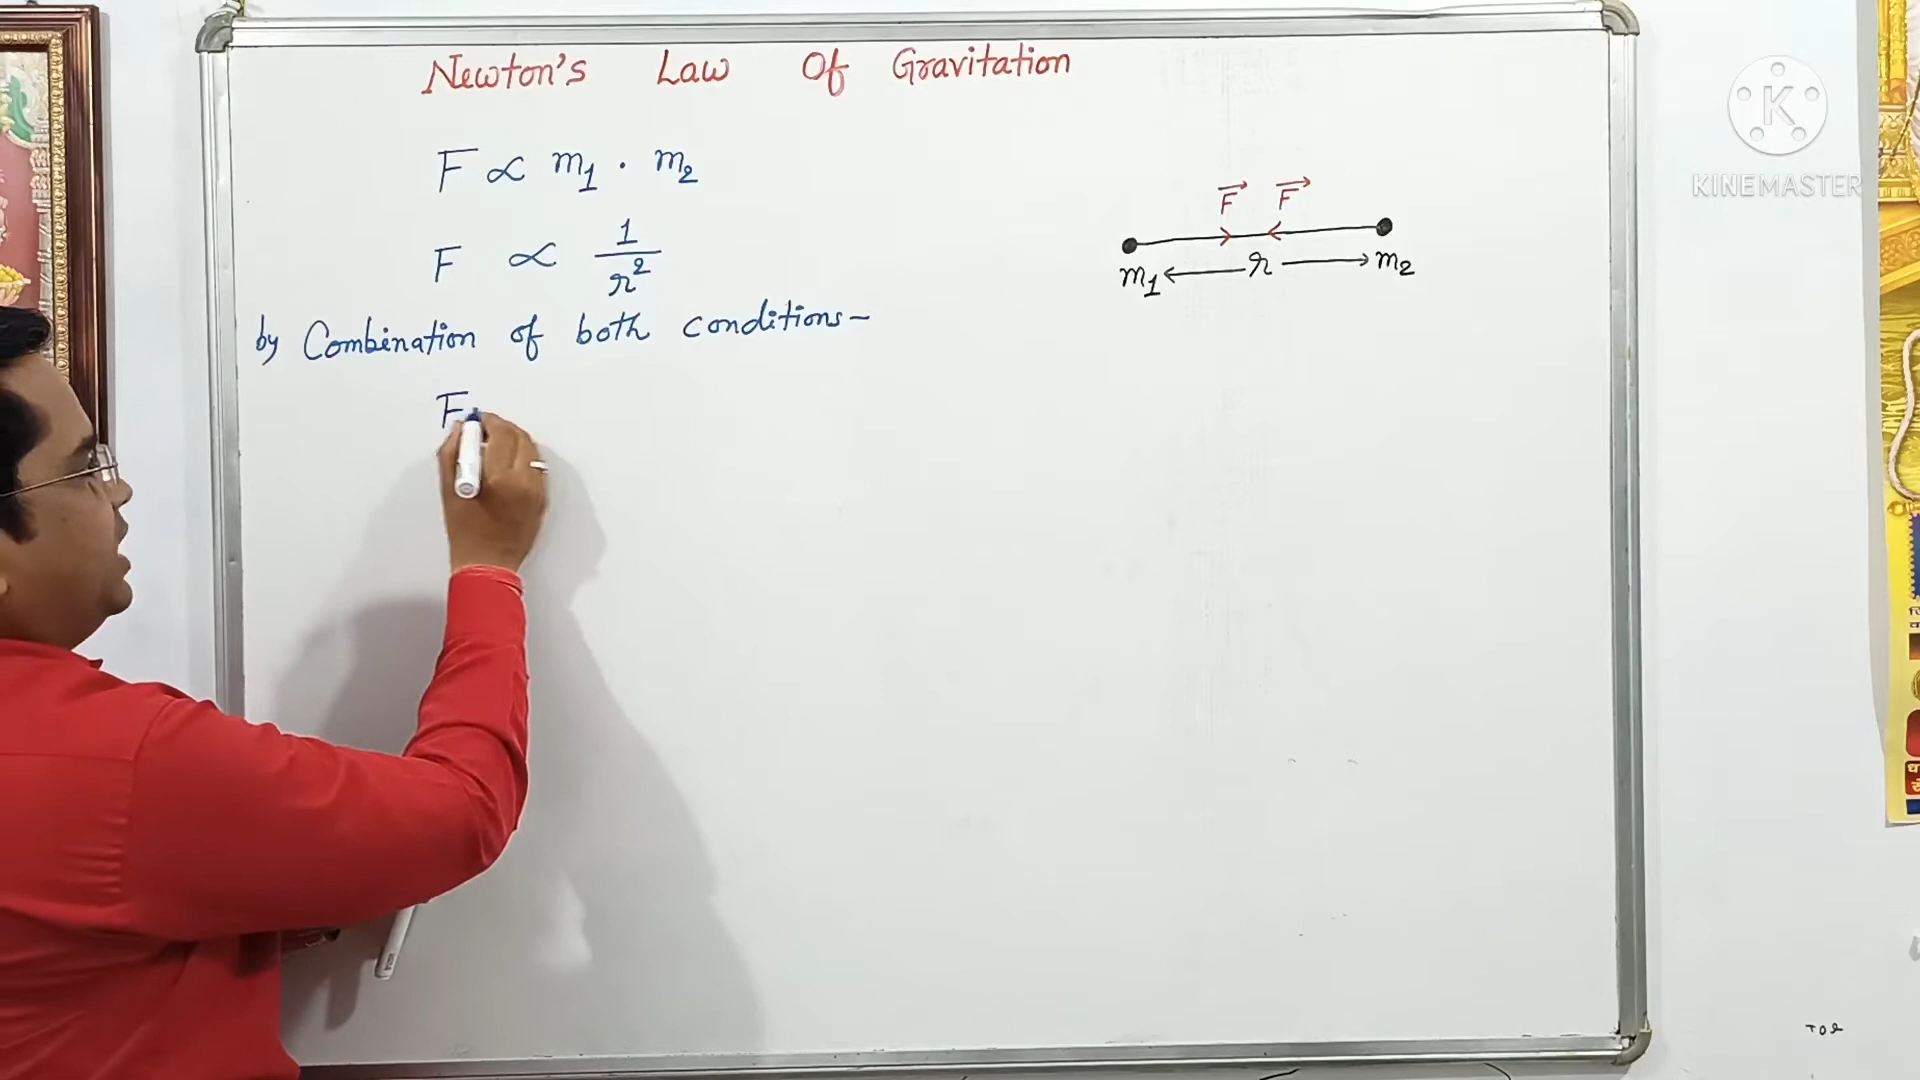 Newton's Law Of Gravitation
F ∝ m₁ · m₂
F ∝ 1/r²
by Combination of both conditions–
F
F F
m₁ r m₂
KINEMASTER